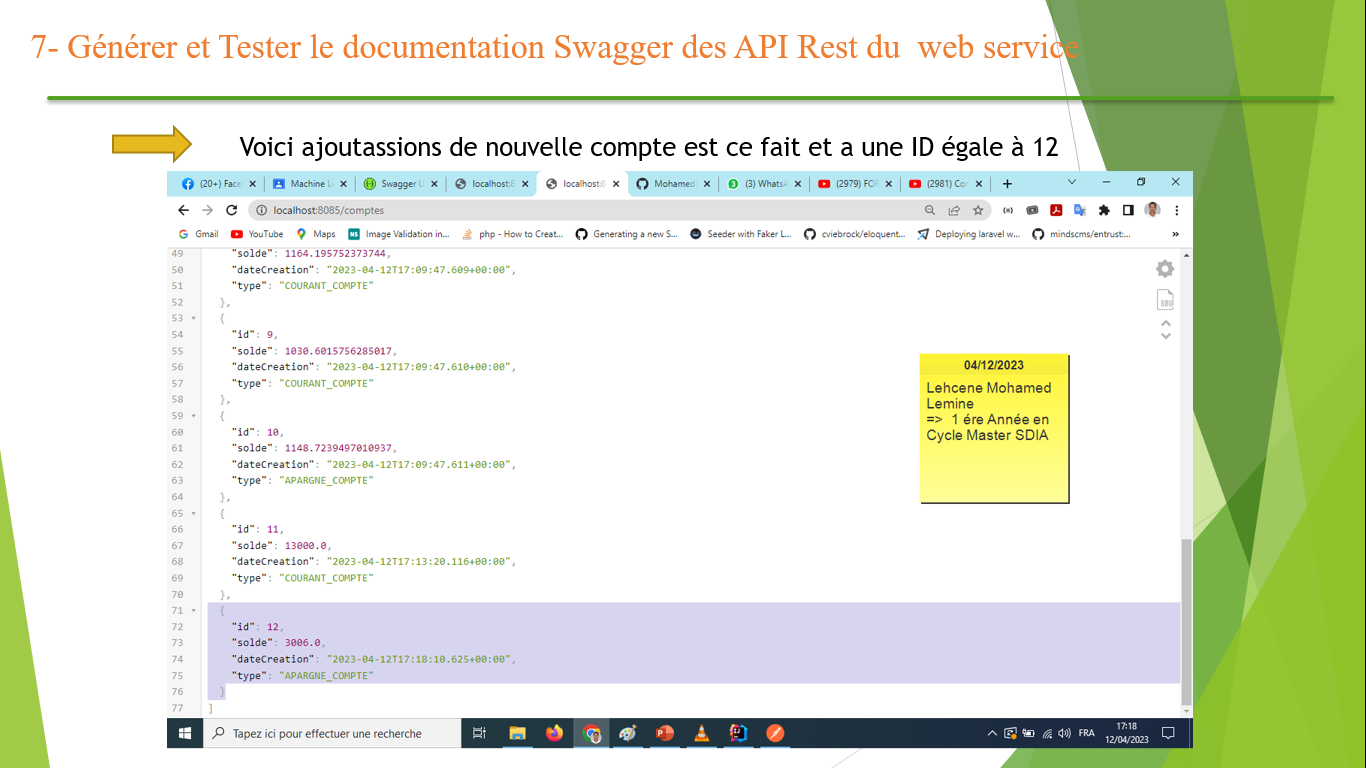 7- Générer et Tester le documentation Swagger des API Rest du web service
Voici ajoutassions de nouvelle compte est ce fait et a une ID égale à 12
(20+) Face
Machine Le
Swagger U
localhost:8
localhost:8
Mohamed
(3) WhatsA
(2979) FOR
(2981) Con
localhost:8085/comptes
Gmail
YouTube
Maps
Image Validation in...
php - How to Creat...
Generating a new S...
Seeder with Faker L...
cviebrock/eloquent...
Deploying laravel w...
mindscms/entrust:...
»
49 "solde": 1164.195752373744,
50 "dateCreation": "2023-04-12T17:09:47.609+00:00",
51 "type": "COURANT_COMPTE"
52 },
53 {
54 "id": 9,
55 "solde": 1030.6015756285017,
56 "dateCreation": "2023-04-12T17:09:47.610+00:00",
57 "type": "COURANT_COMPTE"
58 },
59 {
60 "id": 10,
61 "solde": 1148.7239497010937,
62 "dateCreation": "2023-04-12T17:09:47.611+00:00",
63 "type": "APARGNE_COMPTE"
64 },
65 {
66 "id": 11,
67 "solde": 13000.0,
68 "dateCreation": "2023-04-12T17:13:20.116+00:00",
69 "type": "COURANT_COMPTE"
70 },
71 {
72 "id": 12,
73 "solde": 3006.0,
74 "dateCreation": "2023-04-12T17:18:10.625+00:00",
75 "type": "APARGNE_COMPTE"
76 }
77 ]
04/12/2023
Lehcene Mohamed
Lemine
=> 1 ére Année en
Cycle Master SDIA
Tapez ici pour effectuer une recherche
FRA
17:18
12/04/2023